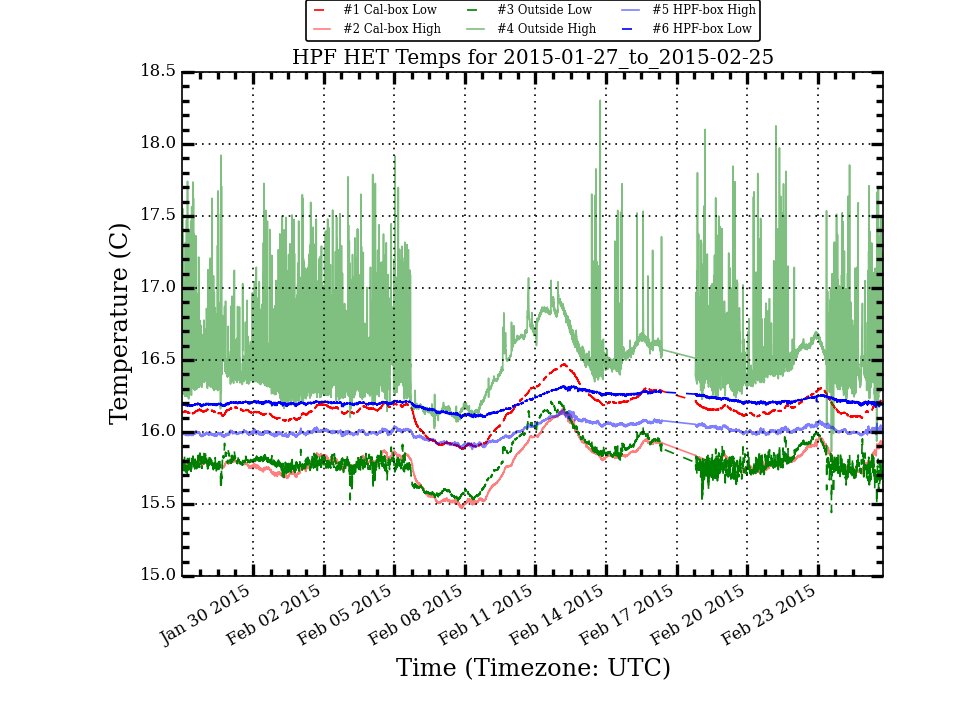 #1 Cal-box Low #3 Outside Low #5 HPF-box High
#2 Cal-box High #4 Outside High #6 HPF-box Low
HPF HET Temps for 2015-01-27_to_2015-02-25
18.5
18.0
17.5
17.0
16.5
16.0
15.5
15.0
Temperature (C)
Jan 30 2015
Feb 02 2015
Feb 05 2015
Feb 08 2015
Feb 11 2015
Feb 14 2015
Feb 17 2015
Feb 20 2015
Feb 23 2015
Time (Timezone: UTC)